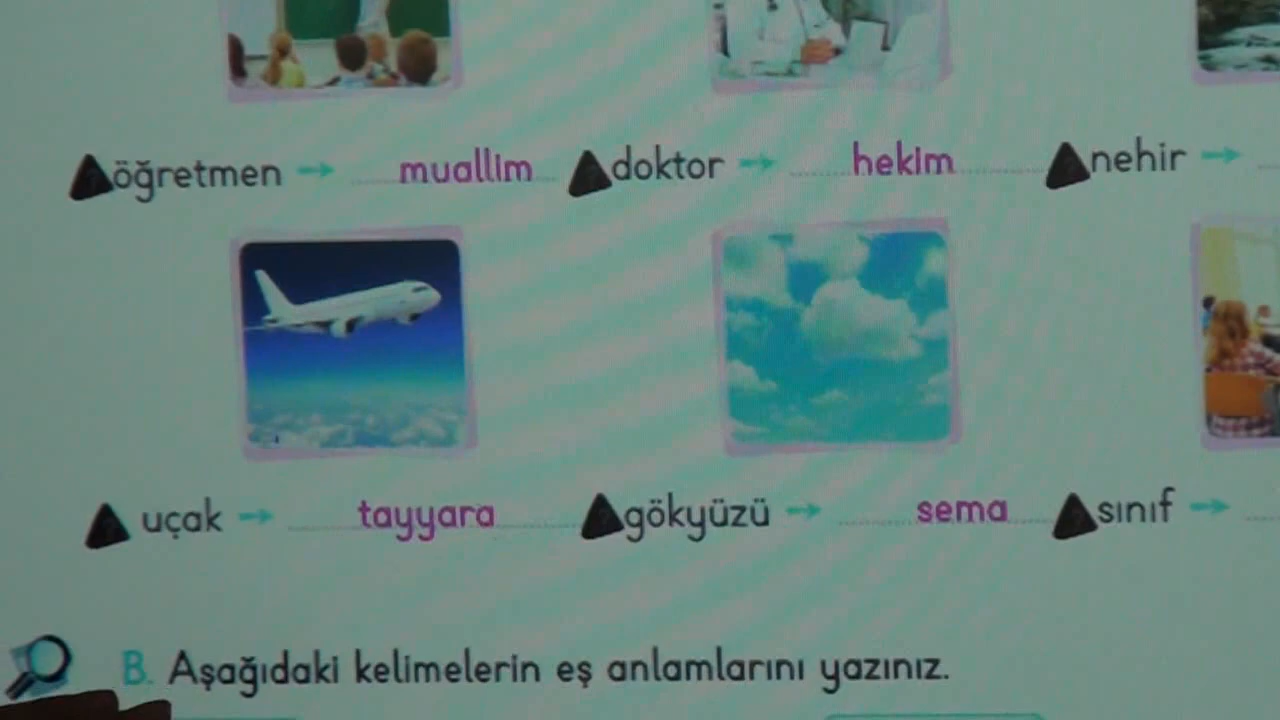 öğretmen → muallim doktor → hekim nehir →
uçak → tayyara gökyüzü → sema sınıf →
B. Aşağıdaki kelimelerin eş anlamlarını yazınız.